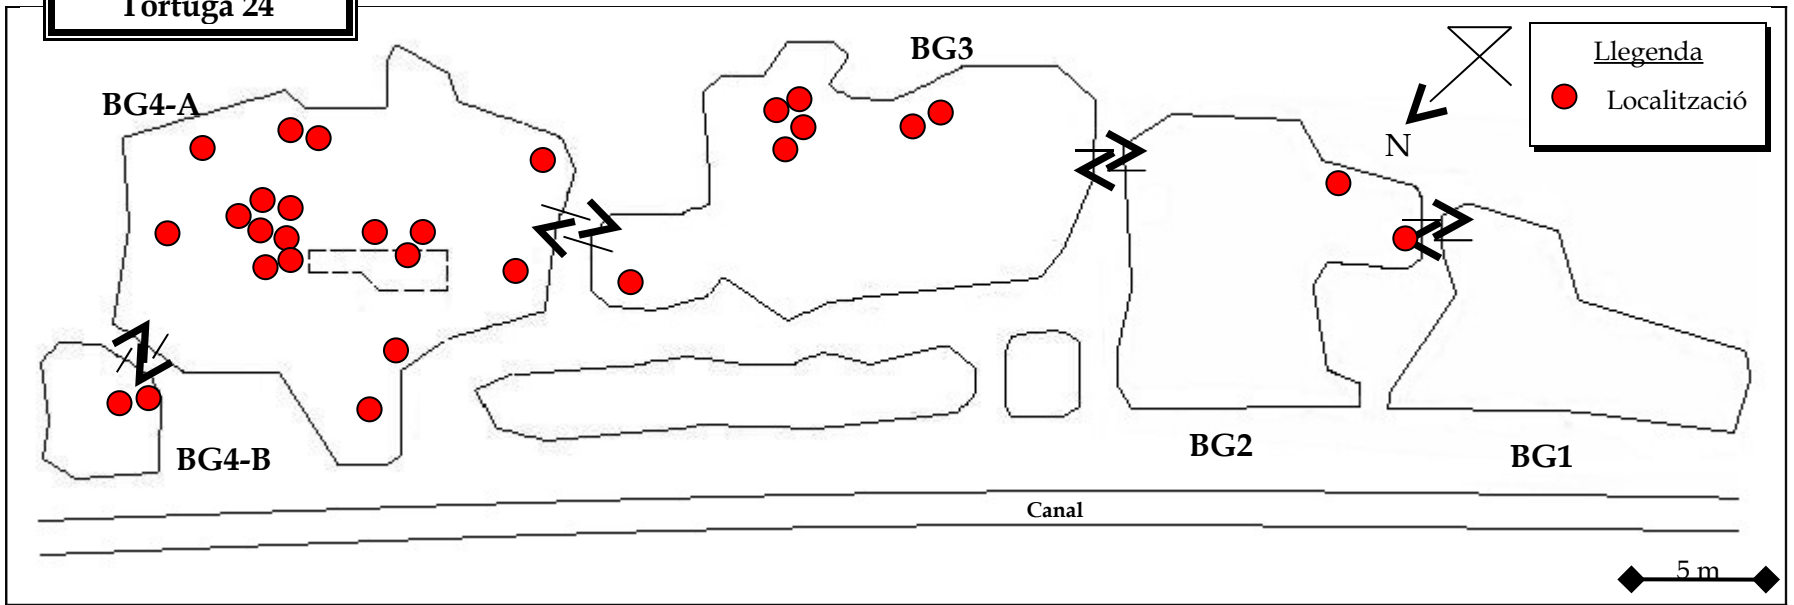 Tortuga 24
BG3
Llegenda
Localització
BG4-A
N
BG4-B
BG2
BG1
Canal
5 m